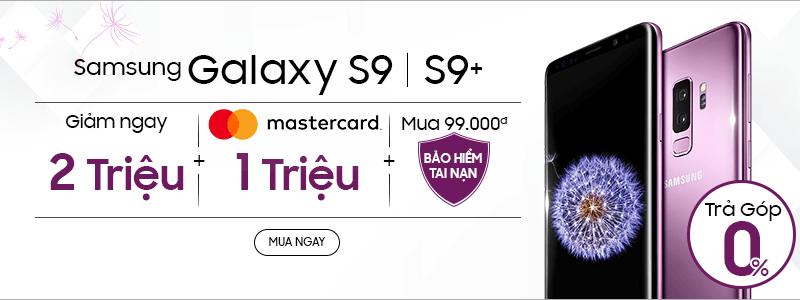 Samsung Galaxy S9 | S9+
Giảm ngay
2 Triệu
+
mastercard.
1 Triệu
+
Mua 99.000đ
BẢO HIỂM
TAI NẠN
MUA NGAY
SAMSUNG
Trả Góp
0%